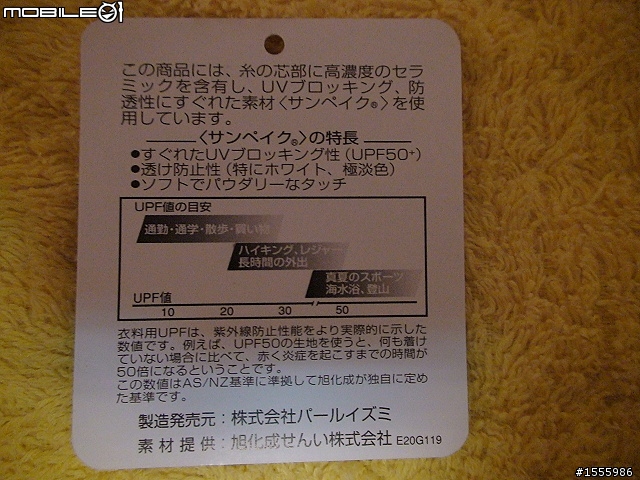 MOBILE01
この商品には、糸の芯部に高濃度のセラ
ミックを含有し、UVブロッキング、防
透性にすぐれた素材〈サンペイク®〉を使
用しています。
〈サンペイク®〉の特長
●すぐれたUVブロッキング性(UPF50+)
●透け防止性(特にホワイト、極淡色)
●ソフトでパウダリーなタッチ
UPF値の目安
通勤・通学・散歩・買い物
ハイキング、レジャー
長時間の外出
真夏のスポーツ
海水浴、登山
UPF値
10 20 30 50
衣料用UPFは、紫外線防止性能をより実際的に示した
数値です。例えば、UPF50の生地を使うと、何も着け
ていない場合に比べて、赤く炎症を起こすまでの時間が
50倍になるということです。
この数値はAS/NZ基準に準拠して旭化成が独自に定め
た基準です。
製造発売元:株式会社パールイズミ
素材提供:旭化成せんい株式会社 E20G119
#1555986